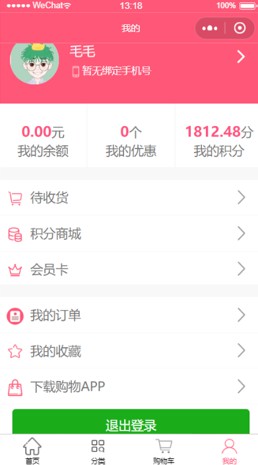 WeChat
13:18
100%
我的
毛毛
暂无绑定手机号
0.00元
0个
1812.48分
我的余额
我的优惠
我的积分
待收货
积分商城
会员卡
我的订单
我的收藏
下载购物APP
退出登录
首页
分类
购物车
我的